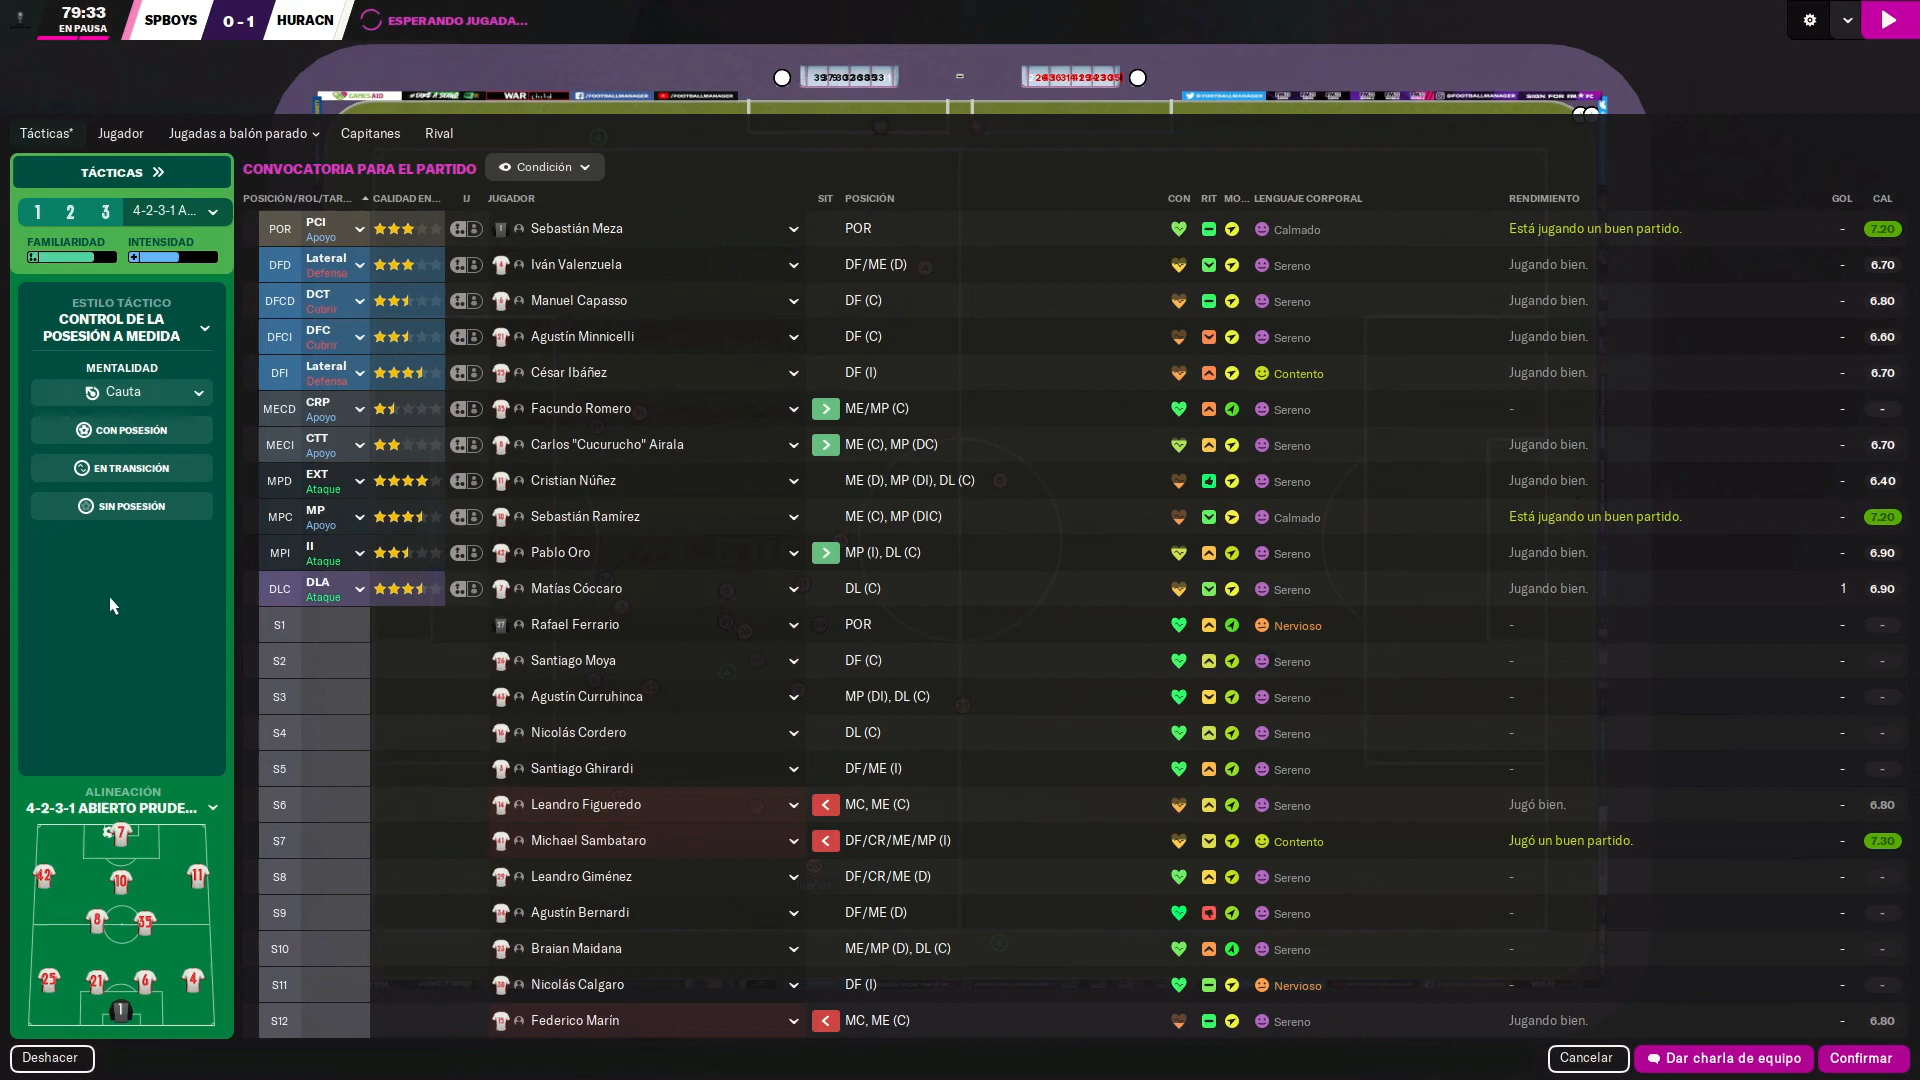 79:33
EN PAUSA
SPBOYS
0 - 1
HURACN
ESPERANDO JUGADA...
Tácticas*
Jugador
Jugadas a balón parado
Capitanes
Rival
TÁCTICAS
1 2 3 4-2-3-1 A...
FAMILIARIDAD INTENSIDAD
ESTILO TÁCTICO
CONTROL DE LA
POSESIÓN A MEDIDA
MENTALIDAD
Cauta
CON POSESIÓN
EN TRANSICIÓN
SIN POSESIÓN
ALINEACIÓN
4-2-3-1 ABIERTO PRUDE...
7
42 10 11
8 35
25 21 6 4
1
CONVOCATORIA PARA EL PARTIDO Condición
POSICIÓN/ROL/TAR... CALIDAD EN... IJ JUGADOR SIT POSICIÓN CON RIT MO... LENGUAJE CORPORAL RENDIMIENTO GOL CAL
POR PCI Apoyo Sebastián Meza POR Calmado Está jugando un buen partido. - 7.20
DFD Lateral Defensa Iván Valenzuela DF/ME (D) Sereno Jugando bien. - 6.70
DFCD DCT Cubrir Manuel Capasso DF (C) Sereno Jugando bien. - 6.80
DFCI DFC Cubrir Agustín Minnicelli DF (C) Sereno Jugando bien. - 6.60
DFI Lateral Defensa César Ibáñez DF (I) Contento Jugando bien. - 6.70
MECD CRP Apoyo Facundo Romero ME/MP (C) Sereno - - -
MECI CTT Apoyo Carlos "Cucurucho" Airala ME (C), MP (DC) Sereno Jugando bien. - 6.70
MPD EXT Ataque Cristian Núñez ME (D), MP (DI), DL (C) Sereno Jugando bien. - 6.40
MPC MP Apoyo Sebastián Ramírez ME (C), MP (DIC) Calmado Está jugando un buen partido. - 7.20
MPI II Ataque Pablo Oro MP (I), DL (C) Sereno Jugando bien. - 6.90
DLC DLA Ataque Matías Cóccaro DL (C) Sereno Jugando bien. 1 6.90
S1 Rafael Ferrario POR Nervioso - - -
S2 Santiago Moya DF (C) Sereno - - -
S3 Agustín Curruhinca MP (DI), DL (C) Sereno - - -
S4 Nicolás Cordero DL (C) Sereno - - -
S5 Santiago Ghirardi DF/ME (I) Sereno - - -
S6 Leandro Figueredo MC, ME (C) Sereno Jugó bien. - 6.80
S7 Michael Sambataro DF/CR/ME/MP (I) Contento Jugó un buen partido. - 7.30
S8 Leandro Giménez DF/CR/ME (D) Sereno - - -
S9 Agustín Bernardi DF/ME (D) Sereno - - -
S10 Braian Maidana ME/MP (D), DL (C) Sereno - - -
S11 Nicolás Calgaro DF (I) Nervioso - - -
S12 Federico Marín MC, ME (C) Sereno Jugando bien. - 6.80
Deshacer
Cancelar
Dar charla de equipo
Confirmar